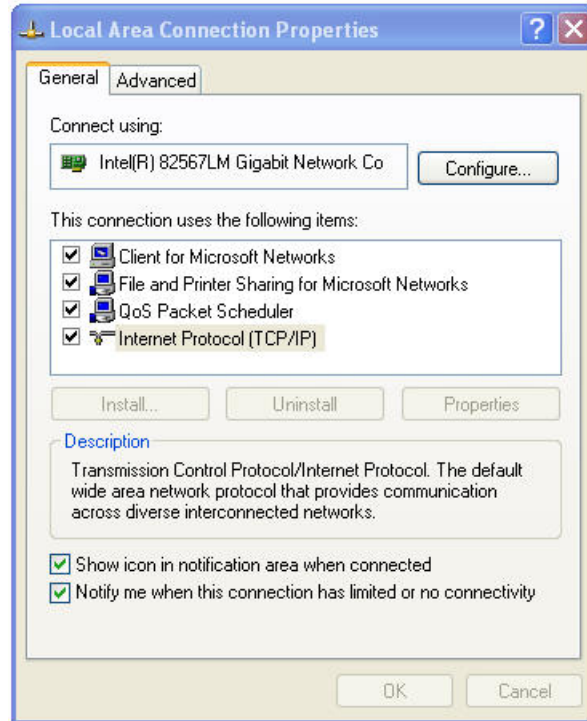 Local Area Connection Properties
General
Advanced
Connect using:
Intel(R) 82567LM Gigabit Network Co
Configure...
This connection uses the following items:
Client for Microsoft Networks
File and Printer Sharing for Microsoft Networks
QoS Packet Scheduler
Internet Protocol (TCP/IP)
Install...
Uninstall
Properties
Description
Transmission Control Protocol/Internet Protocol. The default
wide area network protocol that provides communication
across diverse interconnected networks.
Show icon in notification area when connected
Notify me when this connection has limited or no connectivity
OK
Cancel